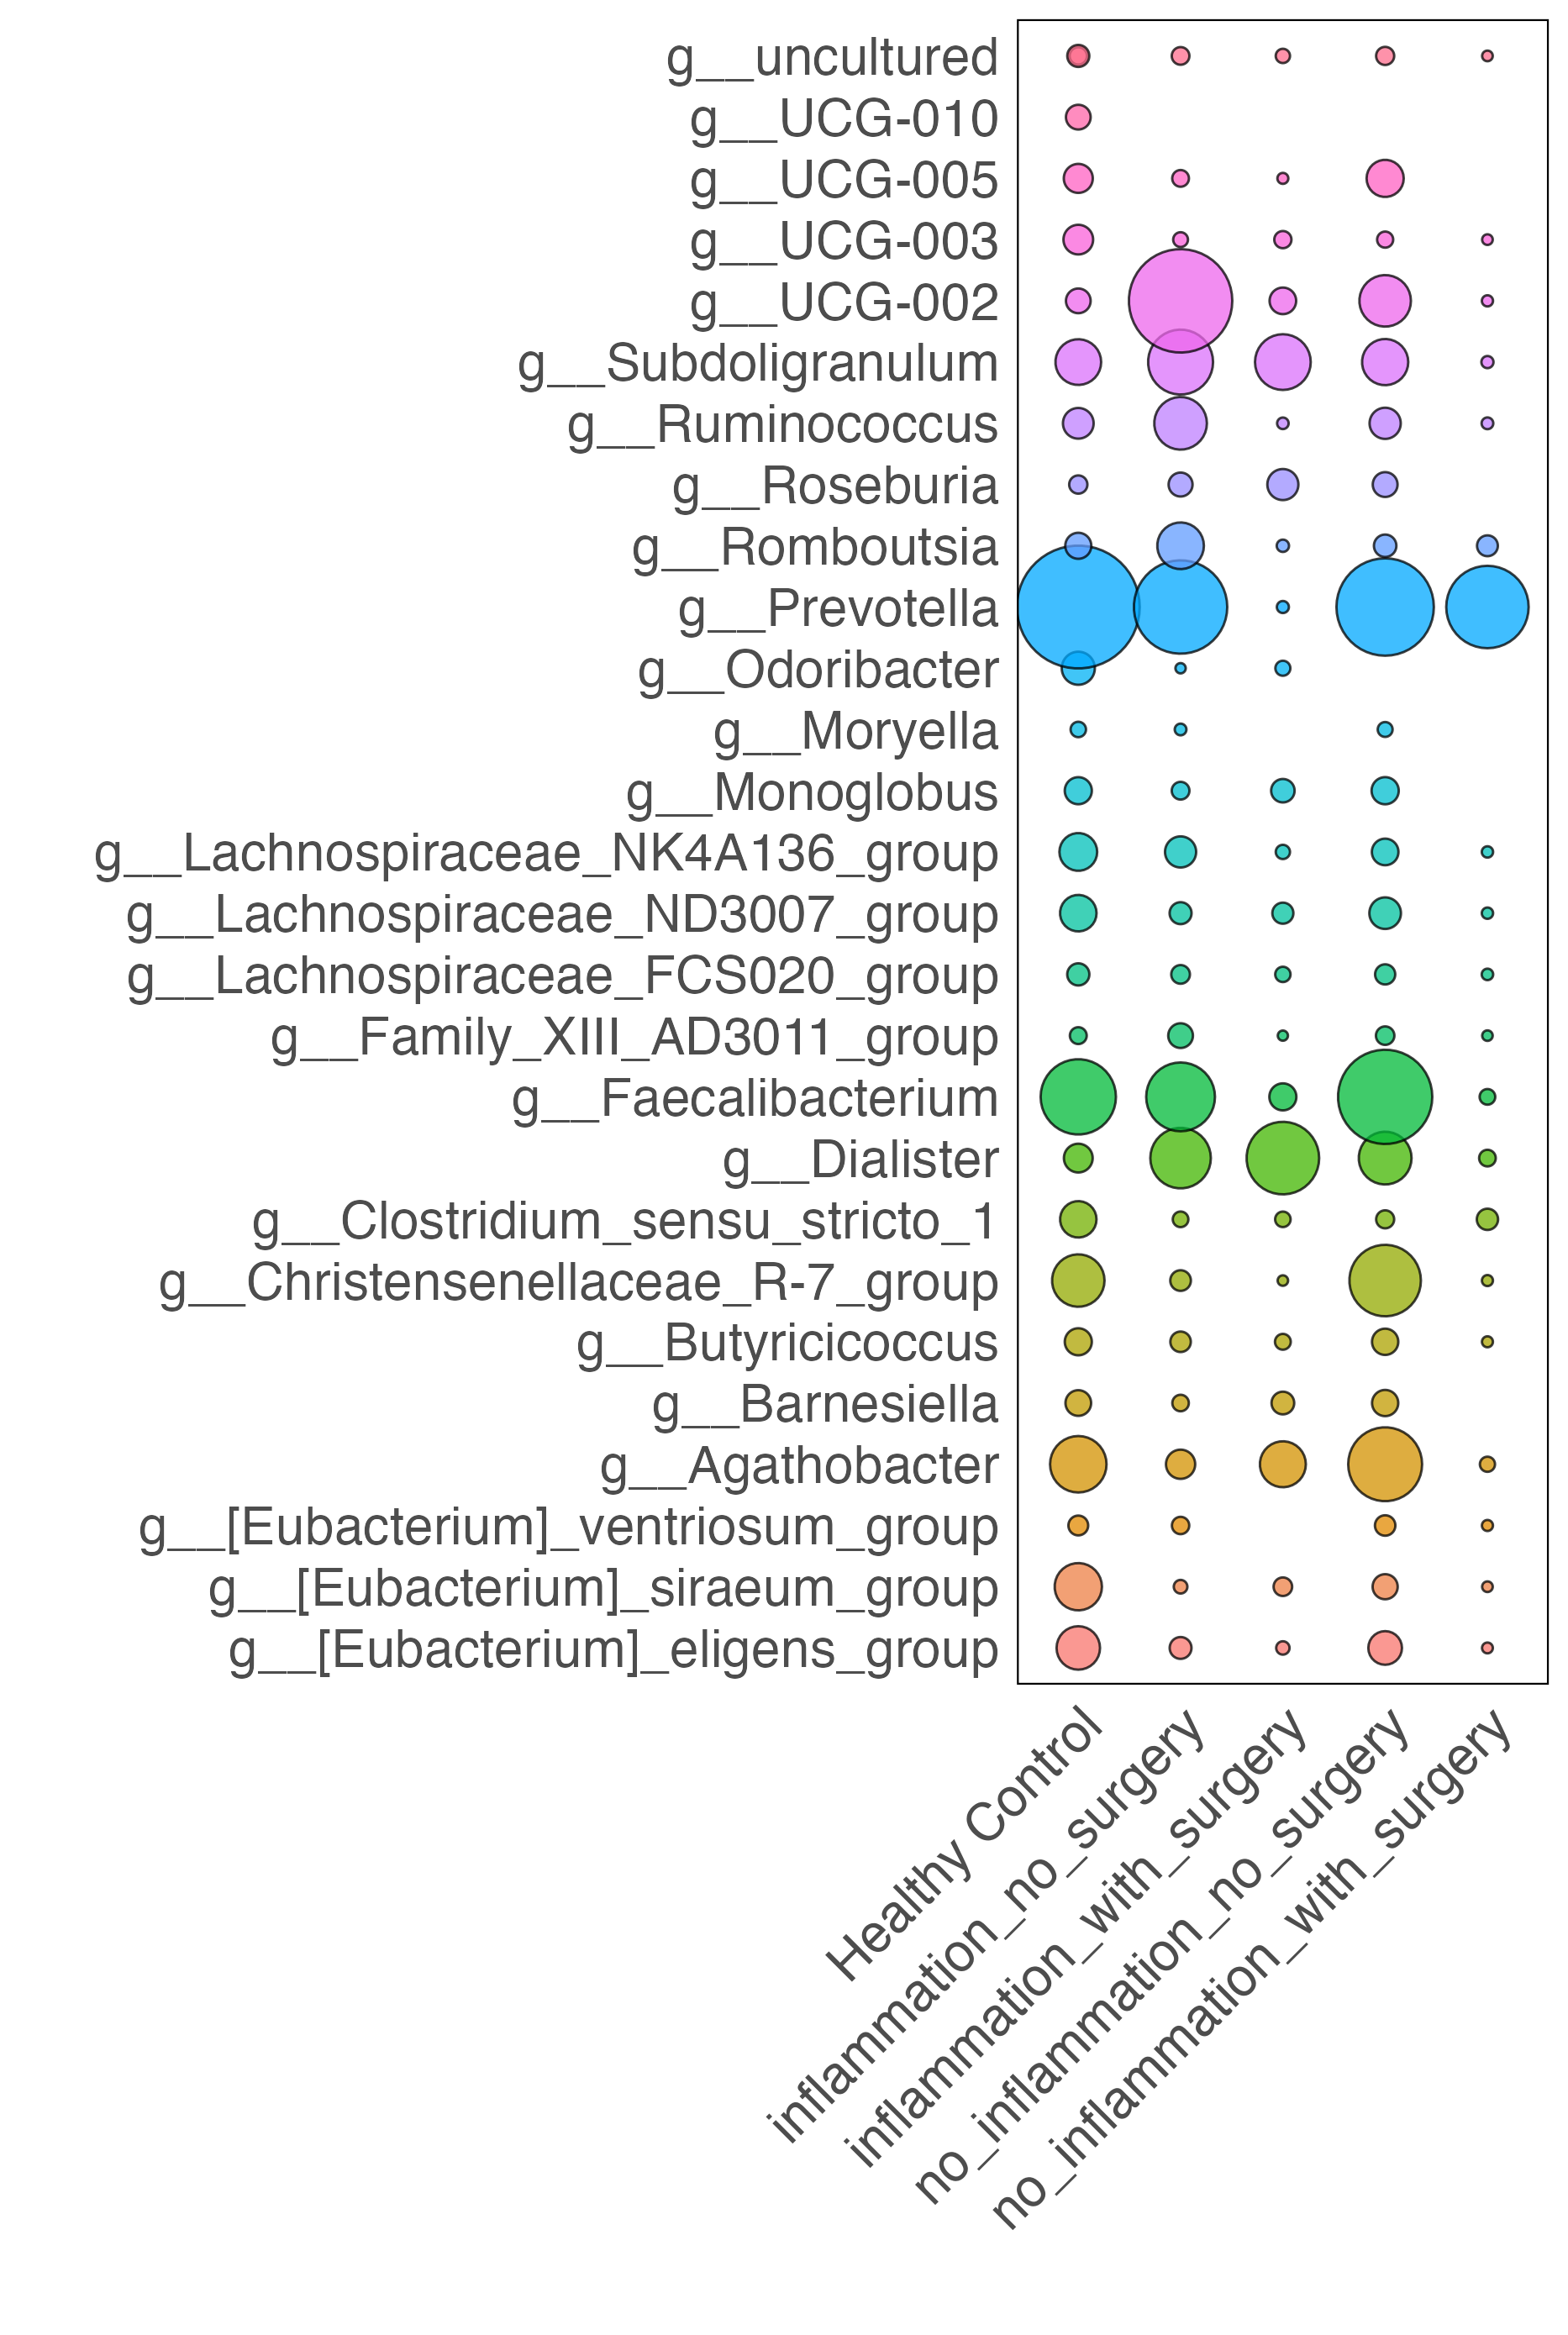 g__uncultured
g__UCG-010
g__UCG-005
g__UCG-003
g__UCG-002
g__Subdoligranulum
g__Ruminococcus
g__Roseburia
g__Romboutsia
g__Prevotella
g__Odoribacter
g__Moryella
g__Monoglobus
g__Lachnospiraceae_NK4A136_group
g__Lachnospiraceae_ND3007_group
g__Lachnospiraceae_FCS020_group
g__Family_XIII_AD3011_group
g__Faecalibacterium
g__Dialister
g__Clostridium_sensu_stricto_1
g__Christensenellaceae_R-7_group
g__Butyricicoccus
g__Barnesiella
g__Agathobacter
g__[Eubacterium]_ventriosum_group
g__[Eubacterium]_siraeum_group
g__[Eubacterium]_eligens_group
Healthy Control
inflammation_no_surgery
inflammation_with_surgery
no_inflammation_no_surgery
no_inflammation_with_surgery